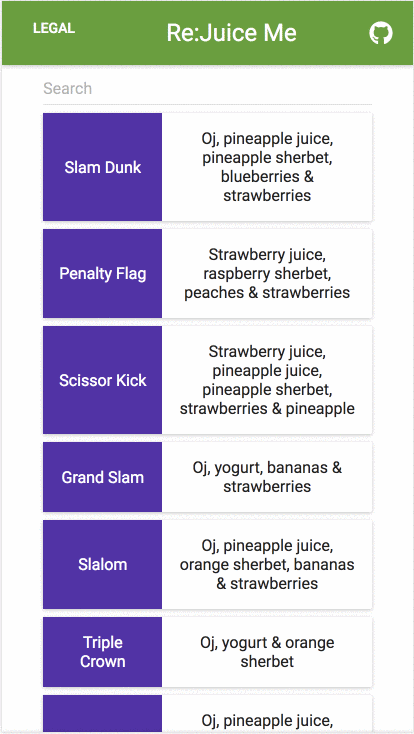 LEGAL
Re:Juice Me
Search
Slam Dunk
Oj, pineapple juice,
pineapple sherbet,
blueberries &
strawberries
Penalty Flag
Strawberry juice,
raspberry sherbet,
peaches & strawberries
Scissor Kick
Strawberry juice,
pineapple juice,
pineapple sherbet,
strawberries & pineapple
Grand Slam
Oj, yogurt, bananas &
strawberries
Slalom
Oj, pineapple juice,
orange sherbet, bananas
& strawberries
Triple
Crown
Oj, yogurt & orange
sherbet
Oj, pineapple juice,